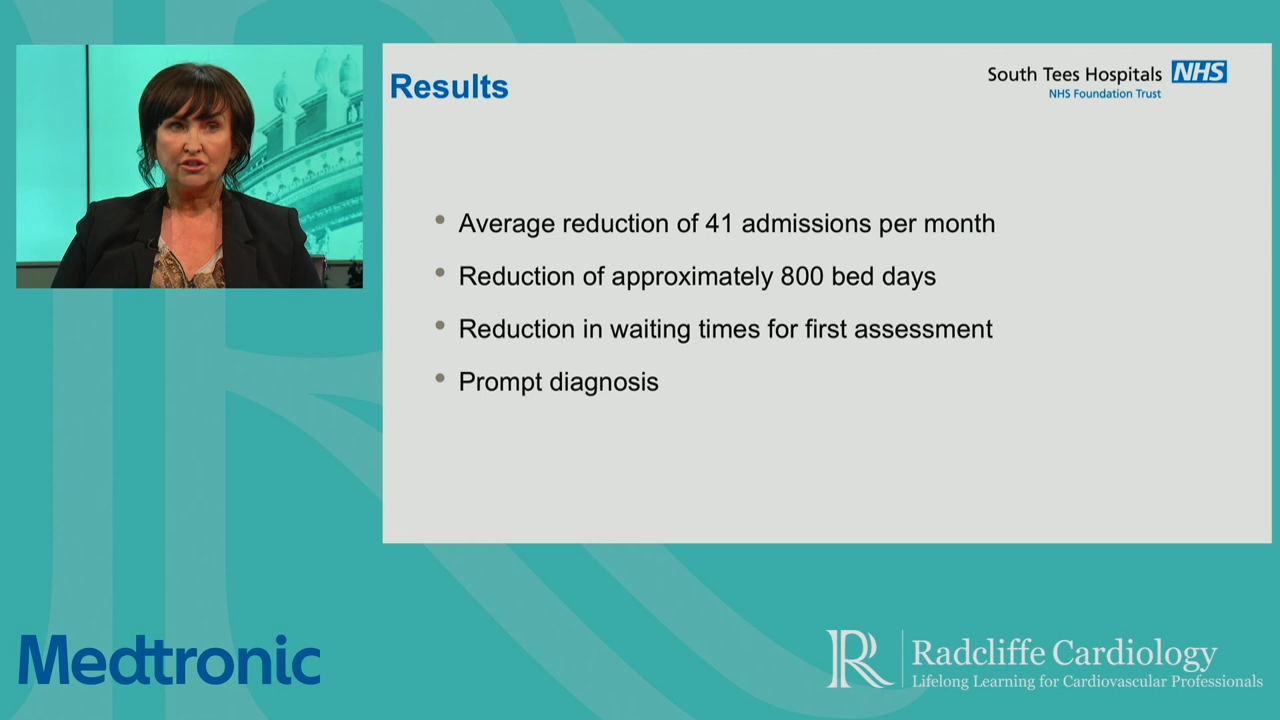 Results
South Tees Hospitals NHS
NHS Foundation Trust
• Average reduction of 41 admissions per month
• Reduction of approximately 800 bed days
• Reduction in waiting times for first assessment
• Prompt diagnosis
Medtronic
R Radcliffe Cardiology
Lifelong Learning for Cardiovascular Professionals